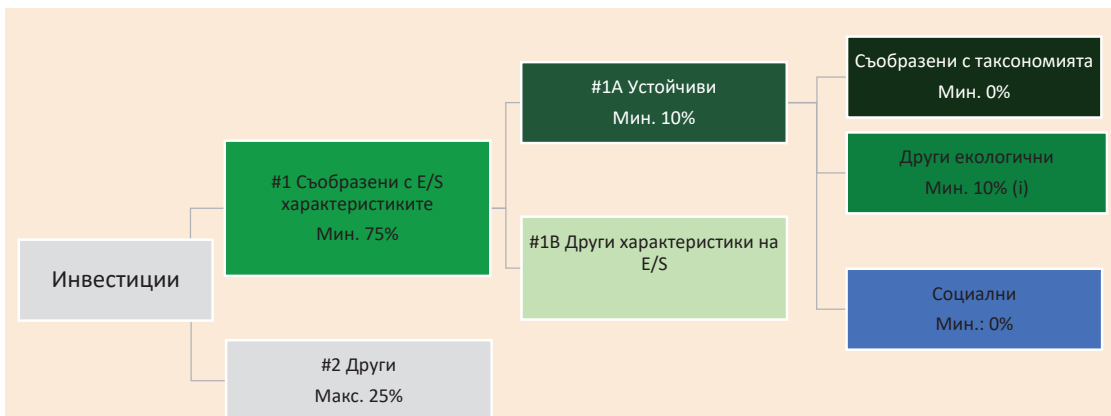 Инвестиции
#1 Съобразени с E/S
характеристиките
Мин. 75%
#2 Други
Макс. 25%
#1A Устойчиви
Мин. 10%
#1B Други характеристики на
E/S
Съобразени с таксономията
Мин. 0%
Други екологични
Мин. 10% (i)
Социални
Мин.: 0%